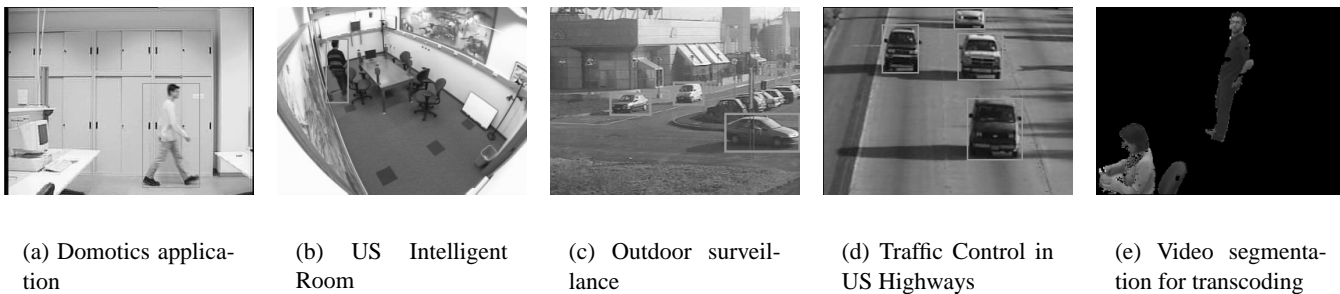 (a) Domotics applica-
tion
(b) US Intelligent
Room
(c) Outdoor surveil-
lance
(d) Traffic Control in
US Highways
(e) Video segmenta-
tion for transcoding